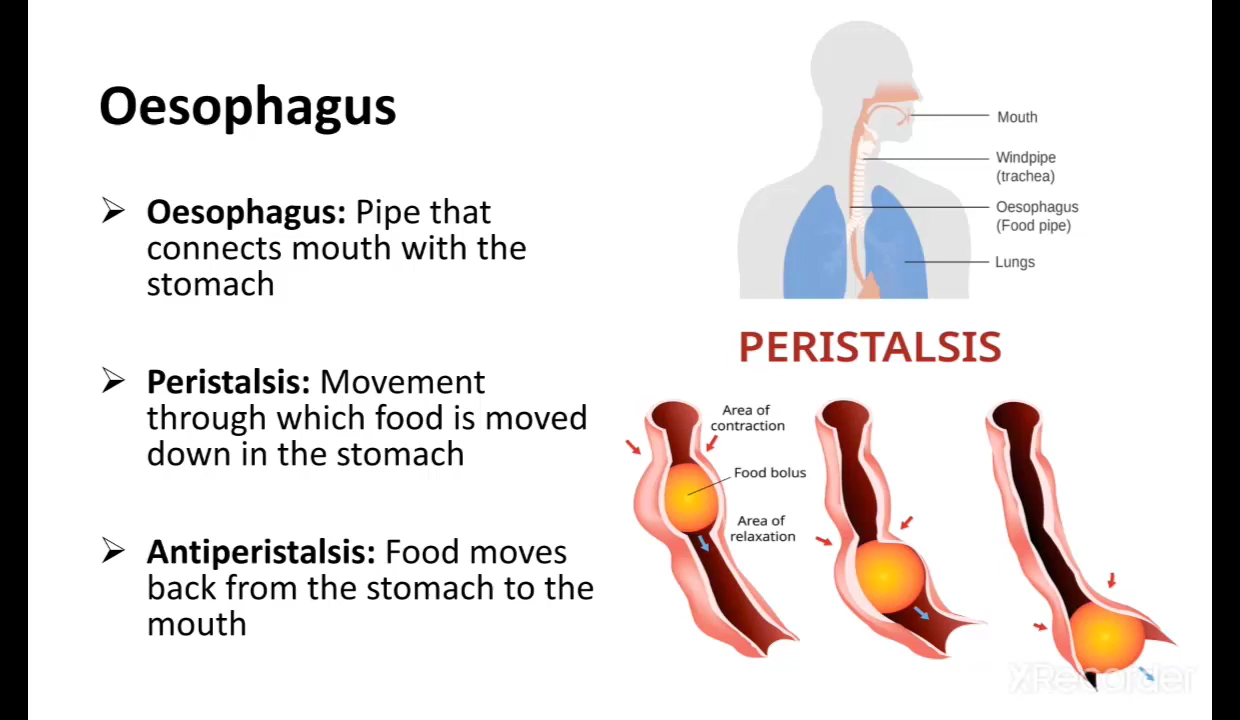 Oesophagus
➢ Oesophagus: Pipe that
connects mouth with the
stomach
➢ Peristalsis: Movement
through which food is moved
down in the stomach
➢ Antiperistalsis: Food moves
back from the stomach to the
mouth
Mouth
Windpipe
(trachea)
Oesophagus
(Food pipe)
Lungs
PERISTALSIS
Area of
contraction
Food bolus
Area of
relaxation
XRecorder